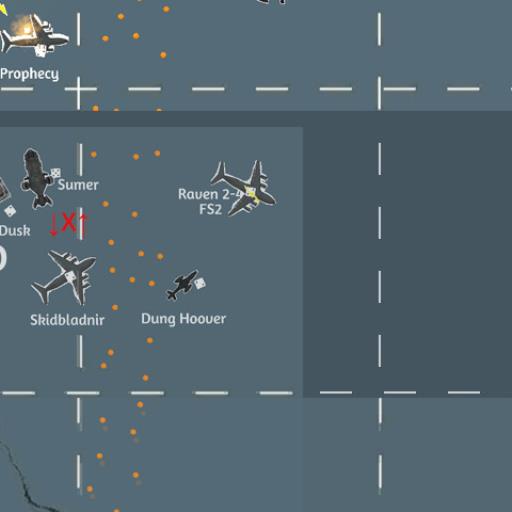 Prophecy
Sumer
Raven 2-4
FS2
Dusk
↓X↑
Skidbladnir
Dung Hoover